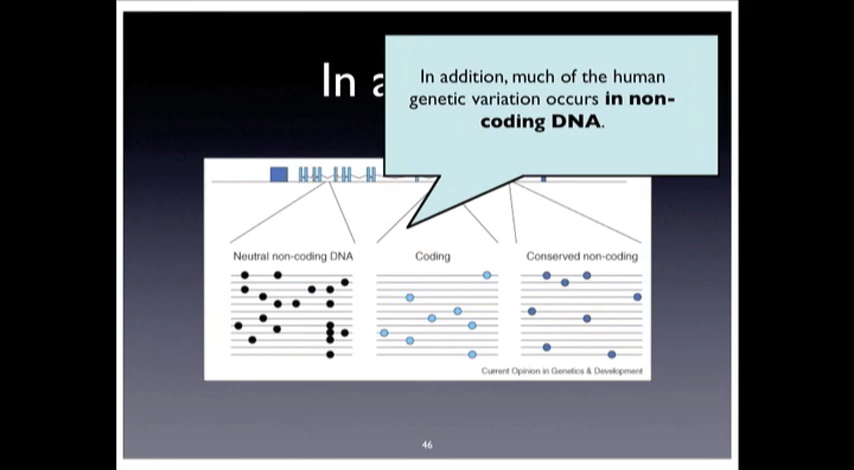 In a
In addition, much of the human
genetic variation occurs in non-
coding DNA.
Neutral non-coding DNA
Coding
Conserved non-coding
Current Opinion in Genetics & Development
46